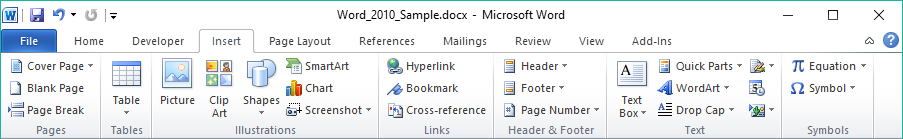 Word_2010_Sample.docx - Microsoft Word
File Home Developer Insert Page Layout References Mailings Review View Add-Ins
Cover Page
Blank Page
Page Break
Pages
Table
Tables
Picture
Clip
Art
Shapes
SmartArt
Chart
Screenshot
Illustrations
Hyperlink
Bookmark
Cross-reference
Links
Header
Footer
Page Number
Header & Footer
Text
Box
Quick Parts
WordArt
Drop Cap
Text
Equation
Symbol
Symbols